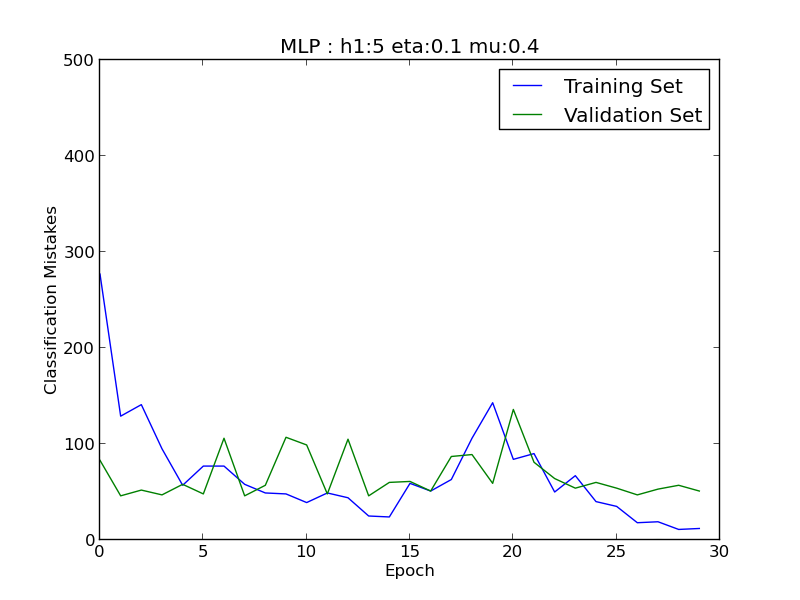 MLP : h1:5 eta:0.1 mu:0.4
500
400
300
200
100
0
Classification Mistakes
Training Set
Validation Set
0 5 10 15 20 25 30
Epoch